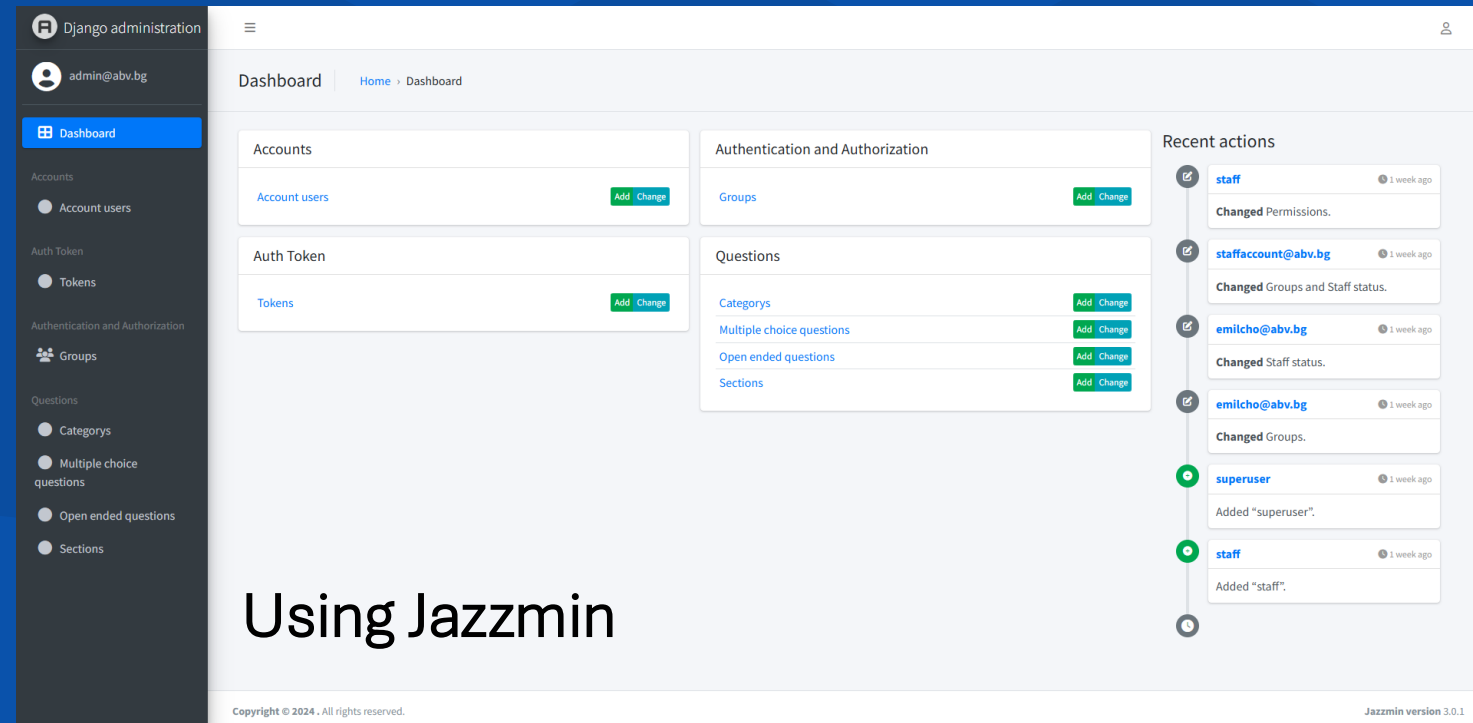 Django administration
admin@abv.bg
Dashboard
Accounts
Account users
Auth Token
Tokens
Authentication and Authorization
Groups
Questions
Categorys
Multiple choice
questions
Open ended questions
Sections
Dashboard
Home › Dashboard
Accounts
Account users Add Change
Auth Token
Tokens Add Change
Authentication and Authorization
Groups Add Change
Questions
Categorys Add Change
Multiple choice questions Add Change
Open ended questions Add Change
Sections Add Change
Recent actions
staff 1 week ago
Changed Permissions.
staffaccount@abv.bg 1 week ago
Changed Groups and Staff status.
emilcho@abv.bg 1 week ago
Changed Staff status.
emilcho@abv.bg 1 week ago
Changed Groups.
superuser 1 week ago
Added “superuser”.
staff 1 week ago
Added “staff”.
Using Jazzmin
Copyright © 2024 . All rights reserved.
Jazzmin version 3.0.1